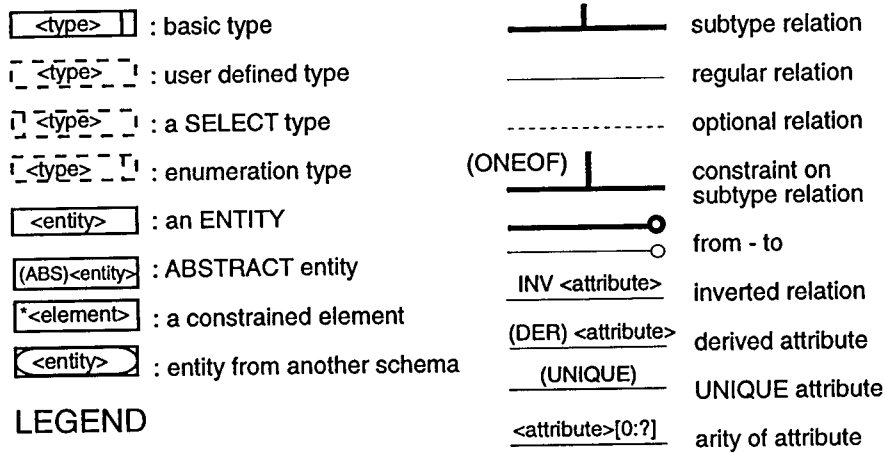 <type> : basic type
<type> : user defined type
<type> : a SELECT type
<type> : enumeration type
<entity> : an ENTITY
(ABS)<entity> : ABSTRACT entity
*<element> : a constrained element
<entity> : entity from another schema
LEGEND
subtype relation
regular relation
optional relation
(ONEOF) constraint on
subtype relation
from - to
INV <attribute> inverted relation
(DER) <attribute> derived attribute
(UNIQUE) UNIQUE attribute
<attribute>[0:?] arity of attribute